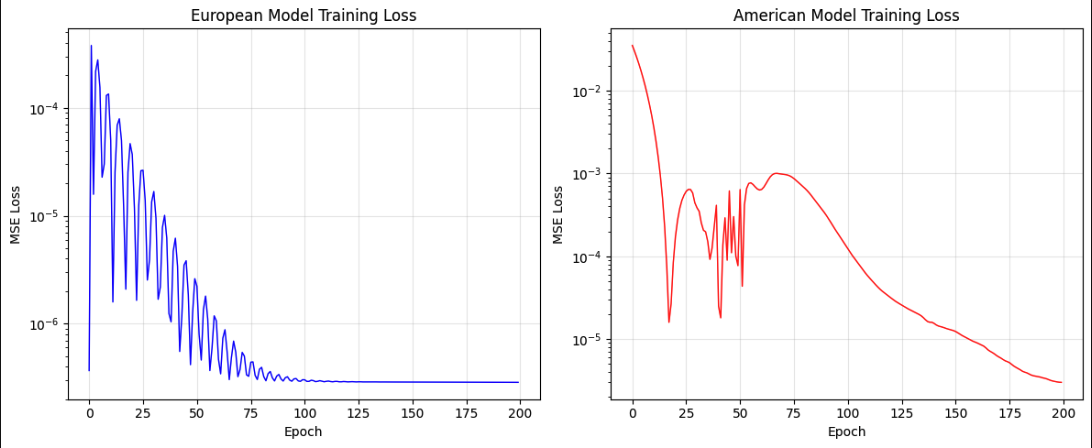 European Model Training Loss
MSE Loss
10⁻⁴
10⁻⁵
10⁻⁶
0 25 50 75 100 125 150 175 200
Epoch
American Model Training Loss
MSE Loss
10⁻²
10⁻³
10⁻⁴
10⁻⁵
0 25 50 75 100 125 150 175 200
Epoch